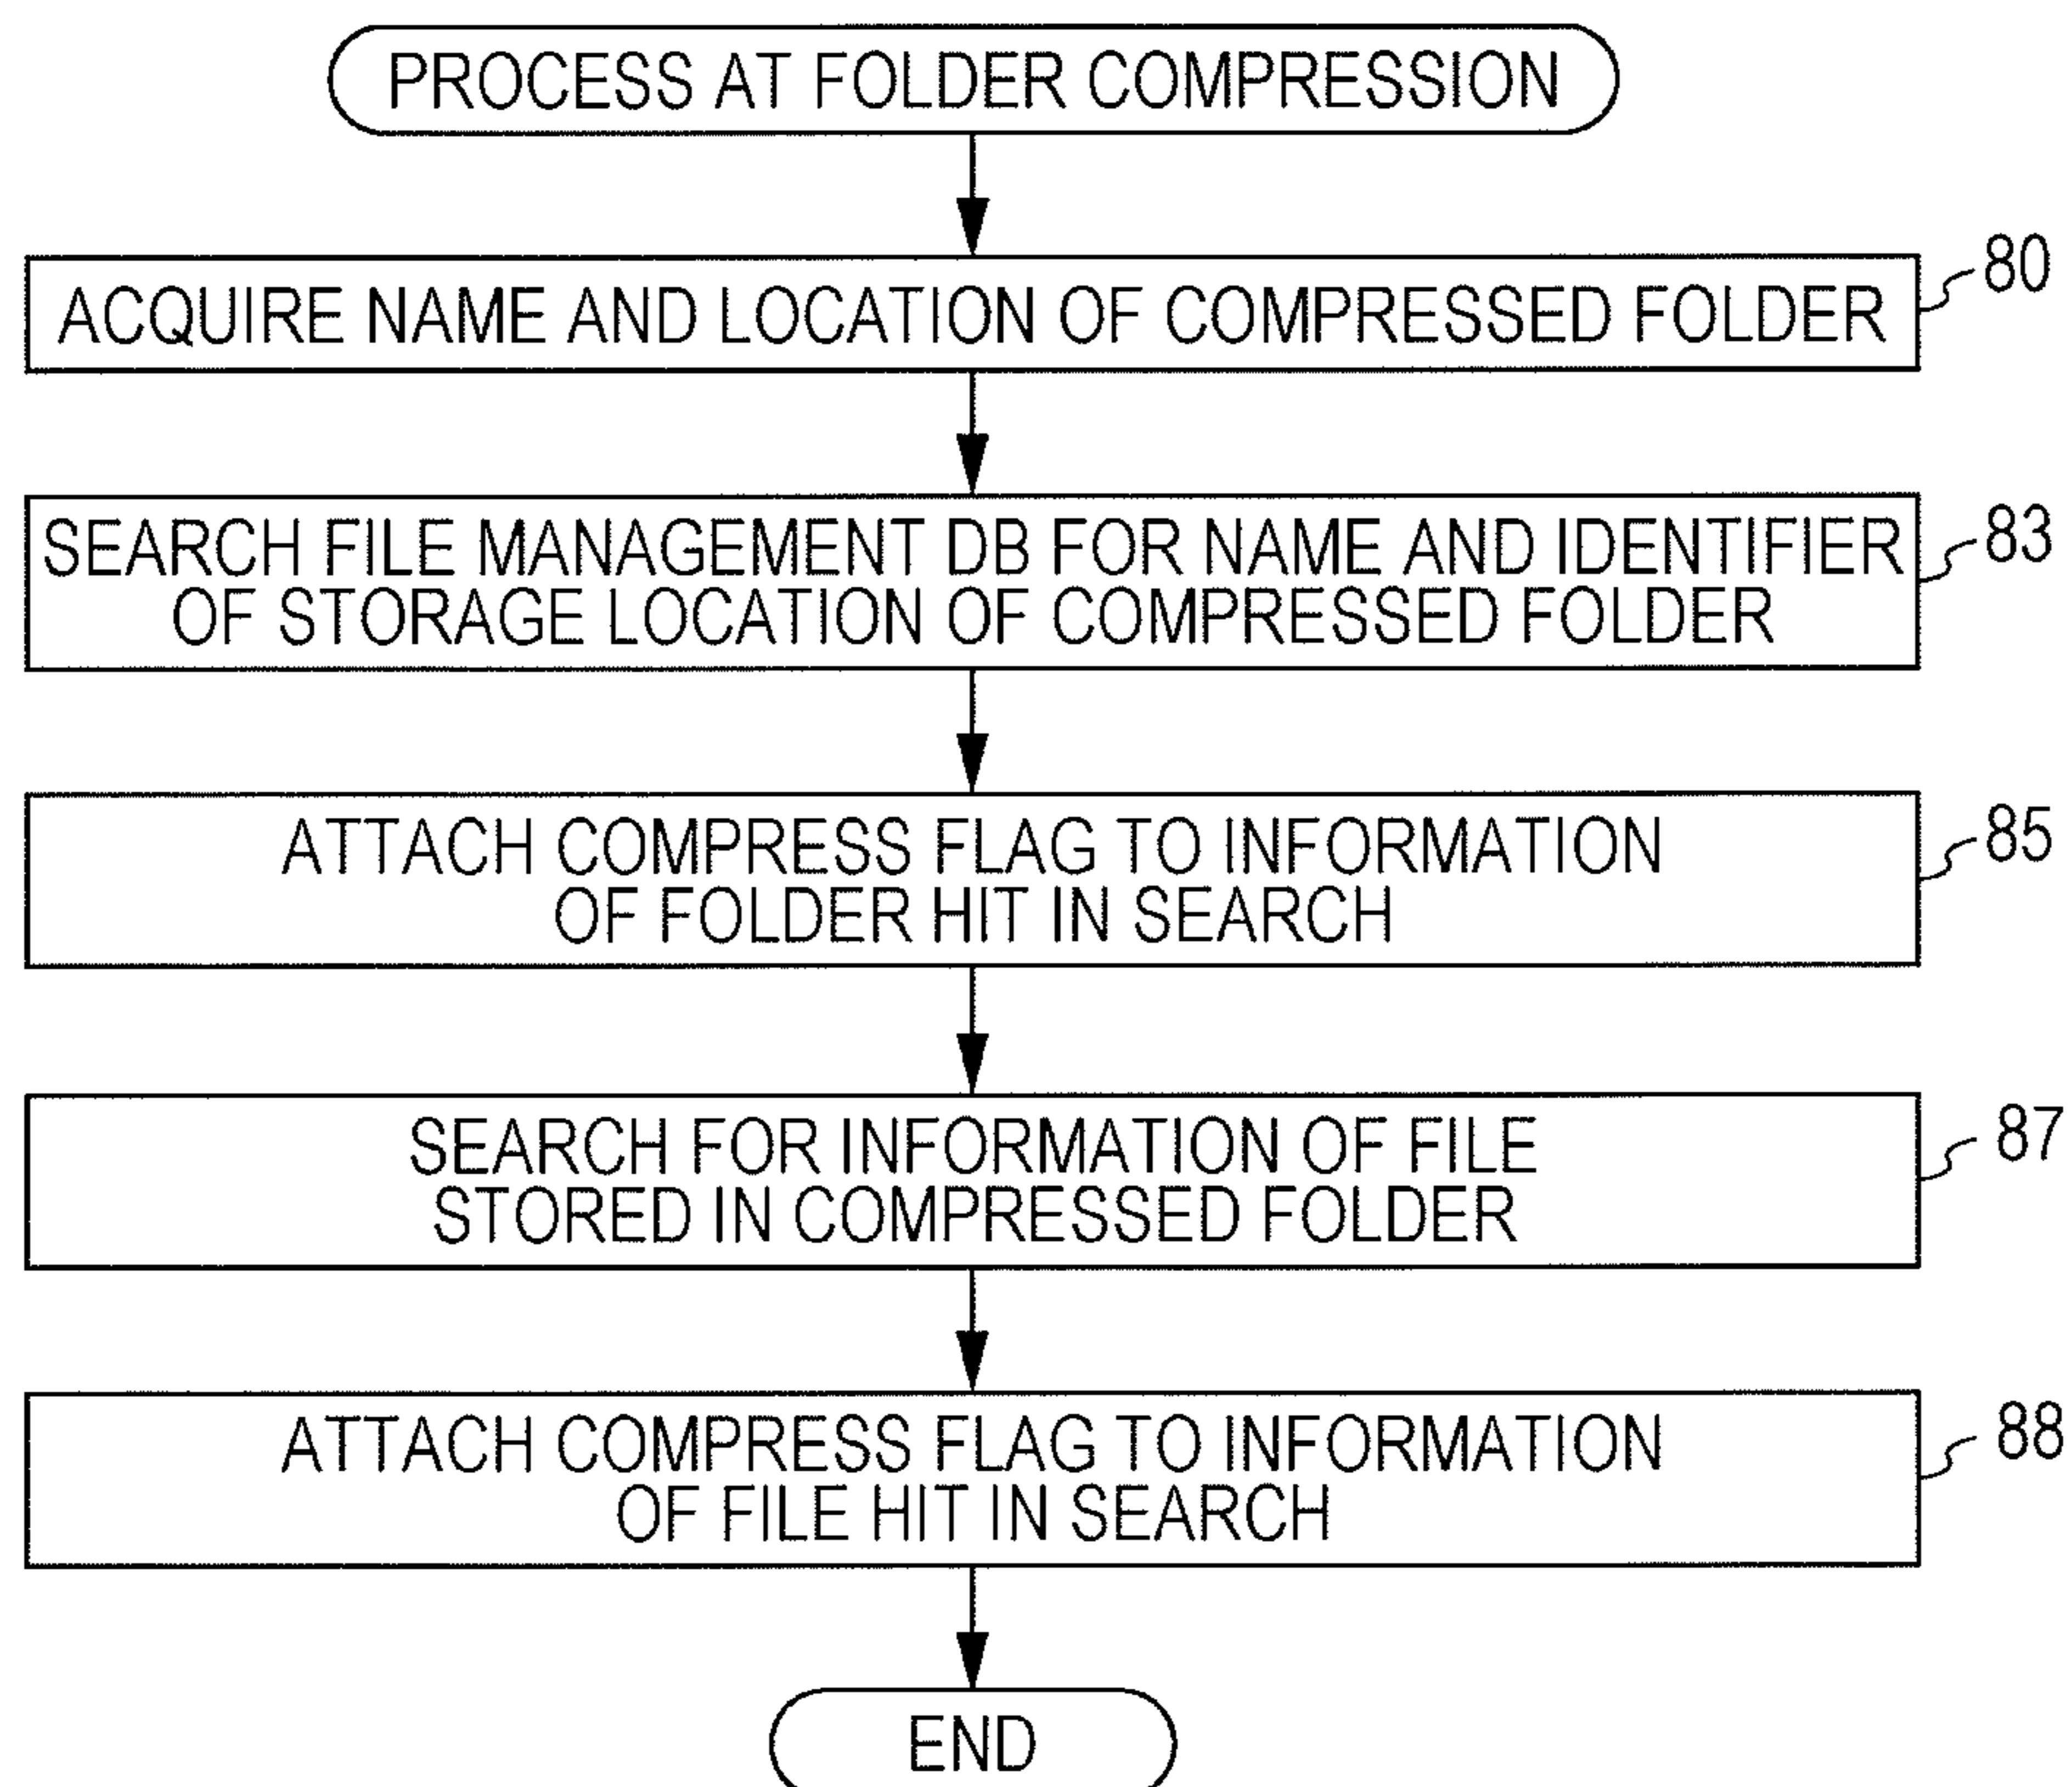 PROCESS AT FOLDER COMPRESSION
ACQUIRE NAME AND LOCATION OF COMPRESSED FOLDER
80
SEARCH FILE MANAGEMENT DB FOR NAME AND IDENTIFIER
OF STORAGE LOCATION OF COMPRESSED FOLDER
83
ATTACH COMPRESS FLAG TO INFORMATION
OF FOLDER HIT IN SEARCH
85
SEARCH FOR INFORMATION OF FILE
STORED IN COMPRESSED FOLDER
87
ATTACH COMPRESS FLAG TO INFORMATION
OF FILE HIT IN SEARCH
88
END